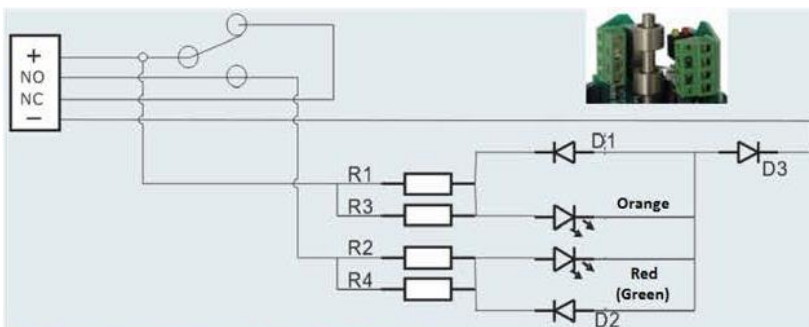 +
NO
NC
−
D1
D3
R1
R3
Orange
R2
R4
Red
(Green)
D2